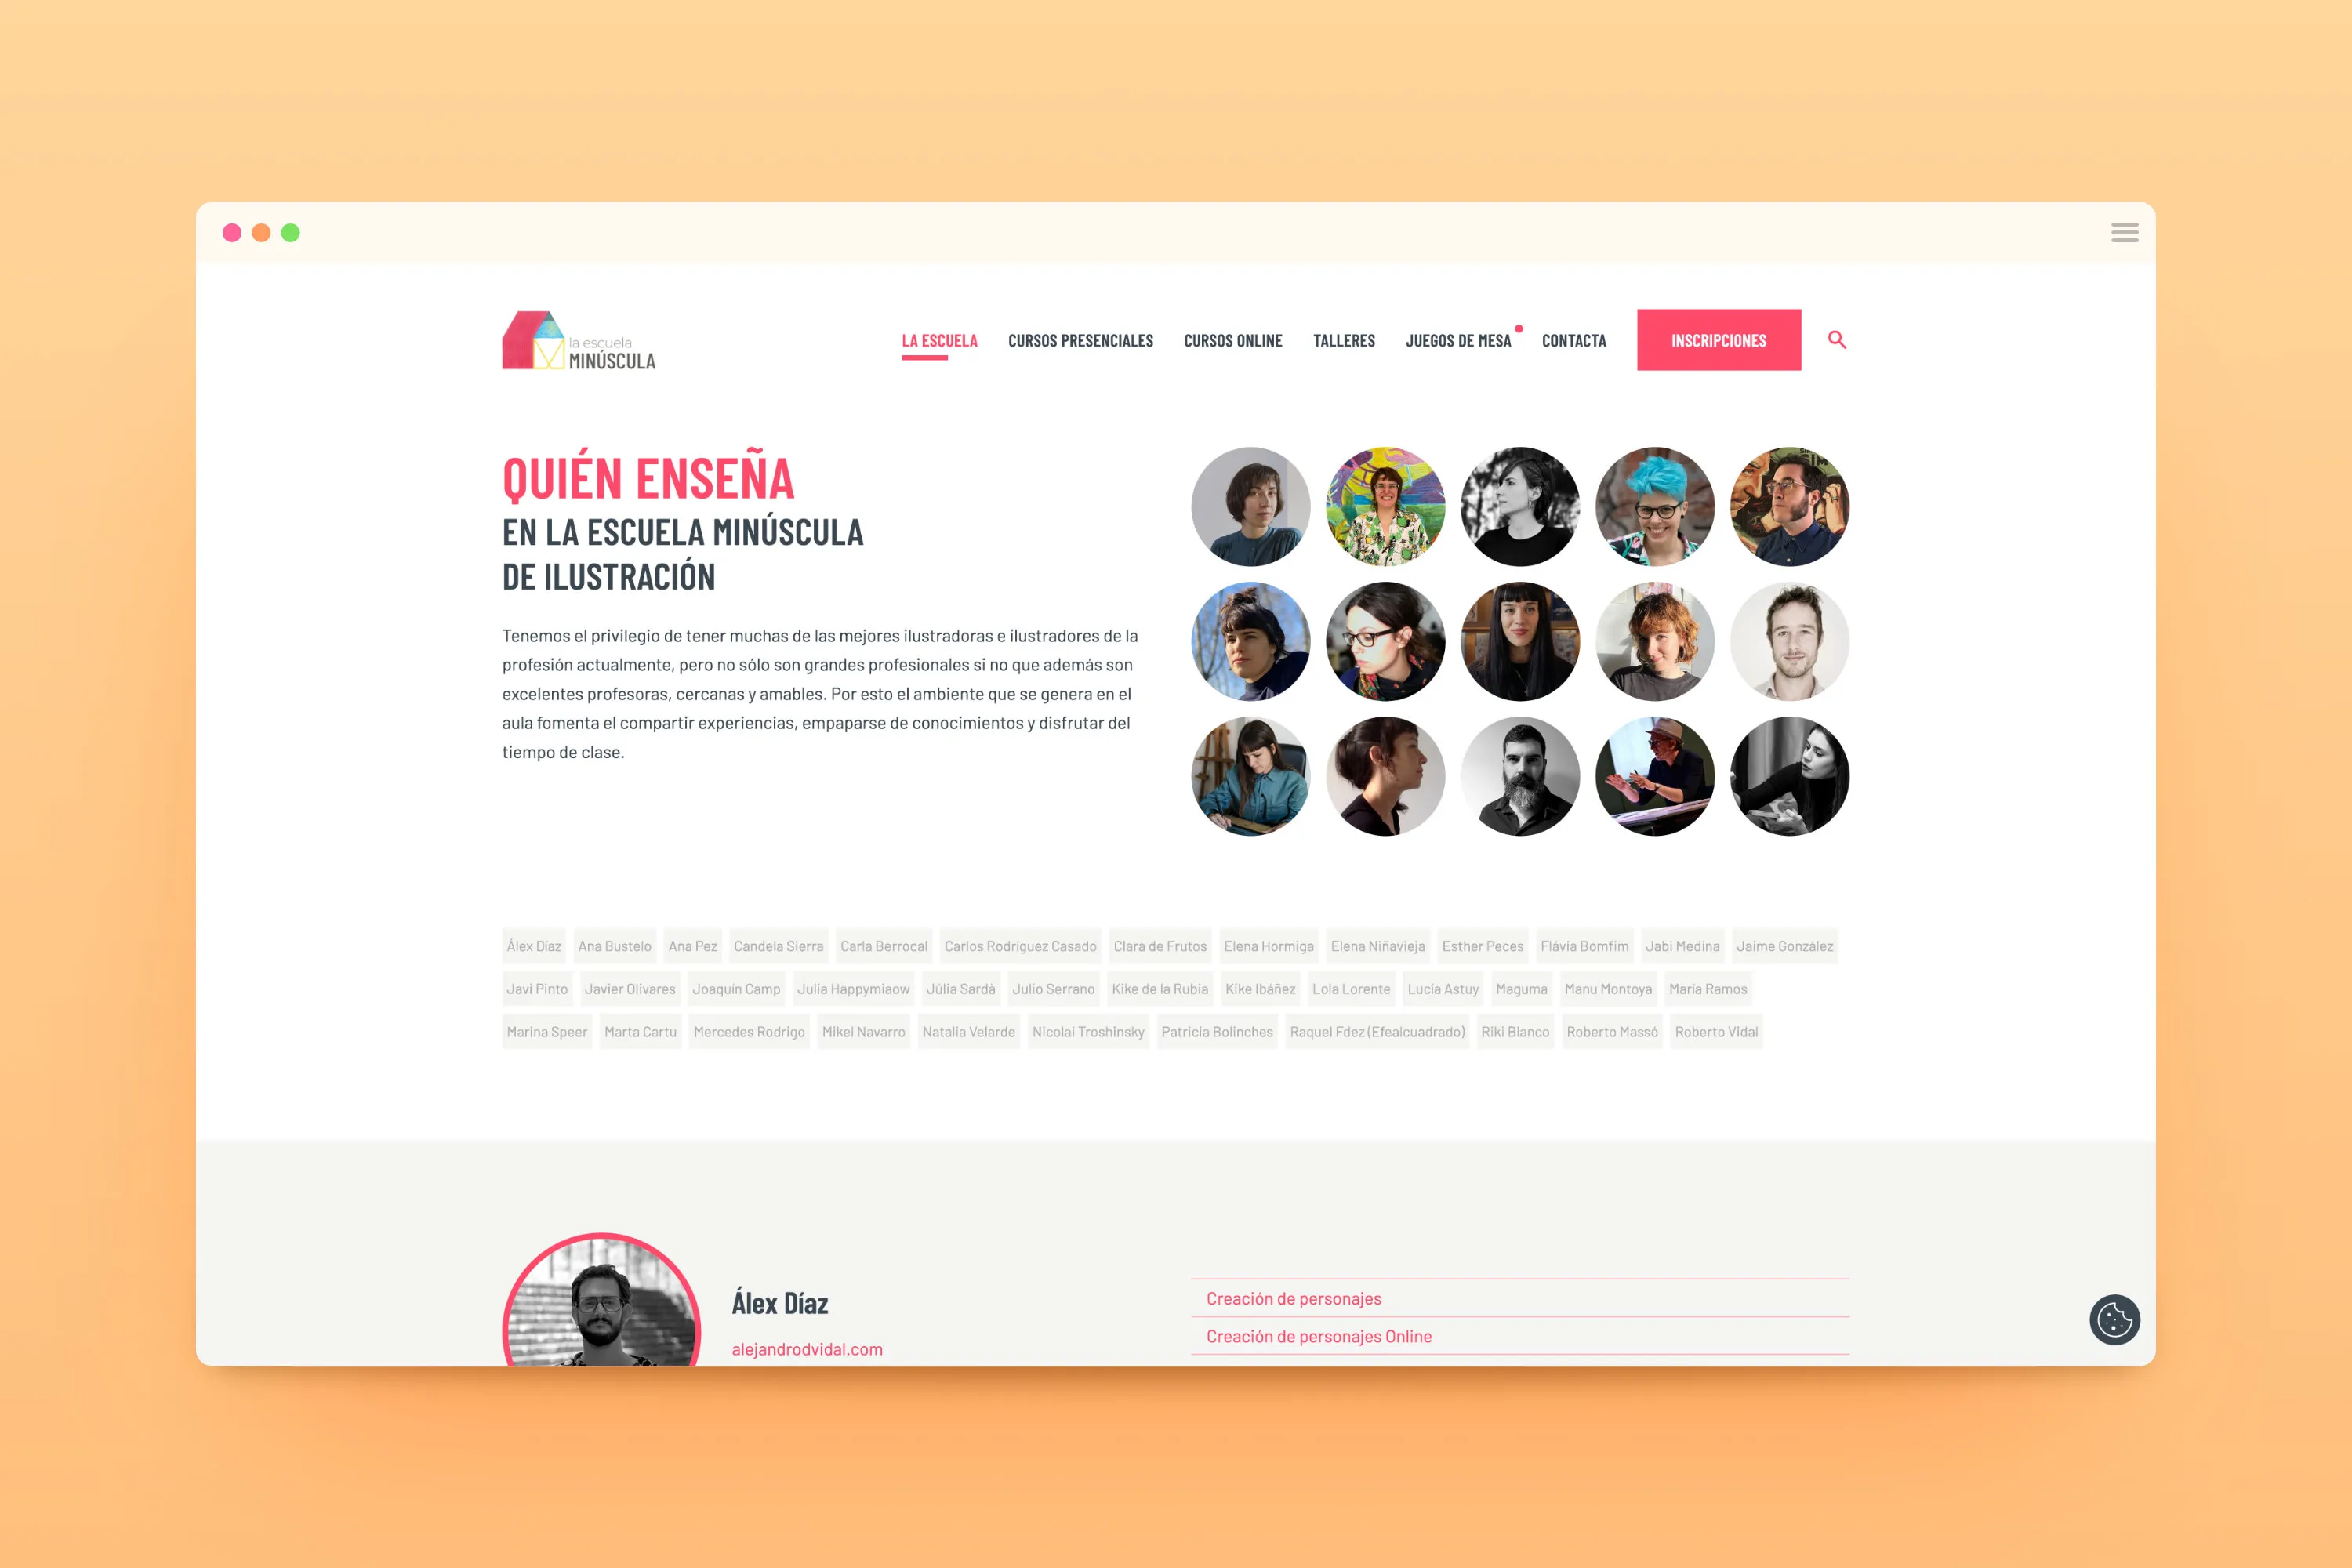 la escuela
MINÚSCULA
LA ESCUELA CURSOS PRESENCIALES CURSOS ONLINE TALLERES JUEGOS DE MESA CONTACTA INSCRIPCIONES
QUIÉN ENSEÑA
EN LA ESCUELA MINÚSCULA
DE ILUSTRACIÓN
Tenemos el privilegio de tener muchas de las mejores ilustradoras e ilustradores de la
profesión actualmente, pero no sólo son grandes profesionales si no que además son
excelentes profesoras, cercanas y amables. Por esto el ambiente que se genera en el
aula fomenta el compartir experiencias, empaparse de conocimientos y disfrutar del
tiempo de clase.
Álex Díaz Ana Bustelo Ana Pez Candela Sierra Carla Berrocal Carlos Rodríguez Casado Clara de Frutos Elena Hormiga Elena Niñavieja Esther Peces Flávia Bomfim Jabi Medina Jaime González
Javi Pinto Javier Olivares Joaquín Camp Julia Happymiaow Júlia Sardà Julio Serrano Kike de la Rubia Kike Ibáñez Lola Lorente Lucía Astuy Maguma Manu Montoya María Ramos
Marina Speer Marta Cartu Mercedes Rodrigo Mikel Navarro Natalia Velarde Nicolai Troshinsky Patricia Bolinches Raquel Fdez (Efealcuadrado) Riki Blanco Roberto Massó Roberto Vidal
Álex Díaz
alejandrodvidal.com
Creación de personajes
Creación de personajes Online